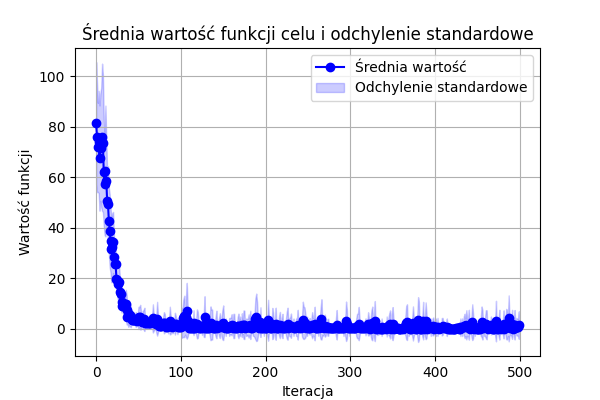 Średnia wartość funkcji celu i odchylenie standardowe
Średnia wartość
Odchylenie standardowe
Wartość funkcji
100
80
60
40
20
0
0 100 200 300 400 500
Iteracja